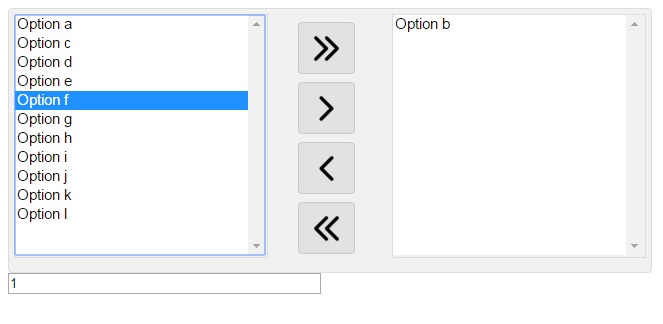 Option a
Option c
Option d
Option e
Option f
Option g
Option h
Option i
Option j
Option k
Option l
Option b
1